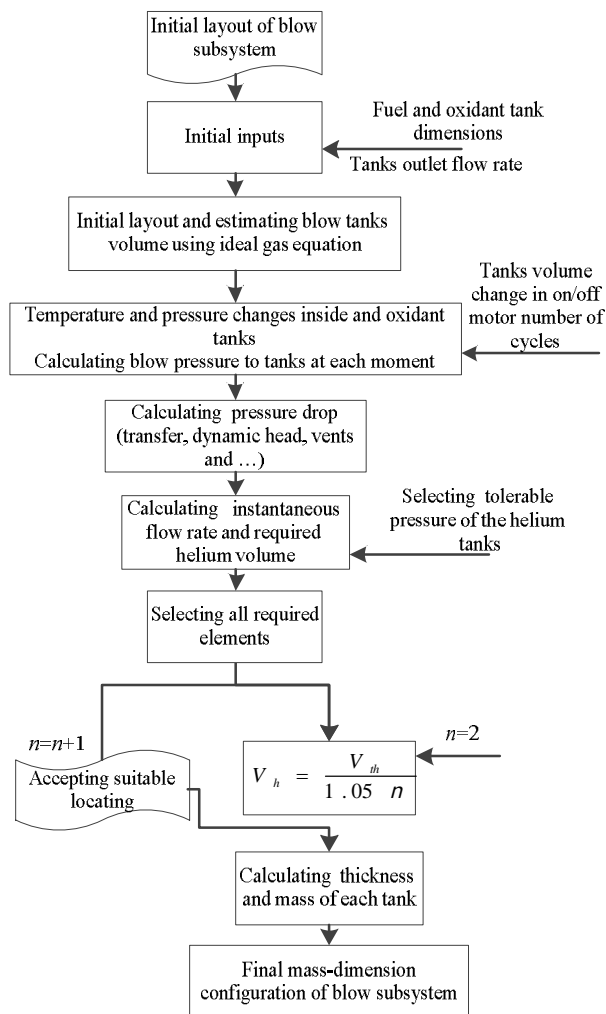 Initial layout of blow
subsystem
Initial inputs
Fuel and oxidant tank
dimensions
Tanks outlet flow rate
Initial layout and estimating blow tanks
volume using ideal gas equation
Tanks volume
change in on/off
motor number of
cycles
Temperature and pressure changes inside and oxidant
tanks
Calculating blow pressure to tanks at each moment
Calculating pressure drop
(transfer, dynamic head, vents
and ...)
Calculating instantaneous
flow rate and required
helium volume
Selecting tolerable
pressure of the helium
tanks
Selecting all required
elements
n=n+1
n=2
Accepting suitable
locating
V h = V th / 1 . 05 n
Calculating thickness
and mass of each tank
Final mass-dimension
configuration of blow subsystem